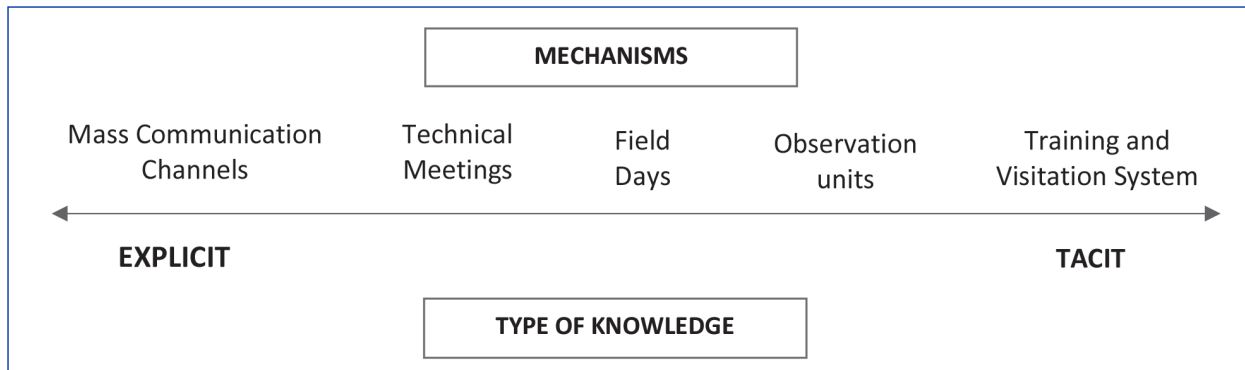 MECHANISMS
Mass Communication
Channels
Technical
Meetings
Field
Days
Observation
units
Training and
Visitation System
EXPLICIT
TACIT
TYPE OF KNOWLEDGE